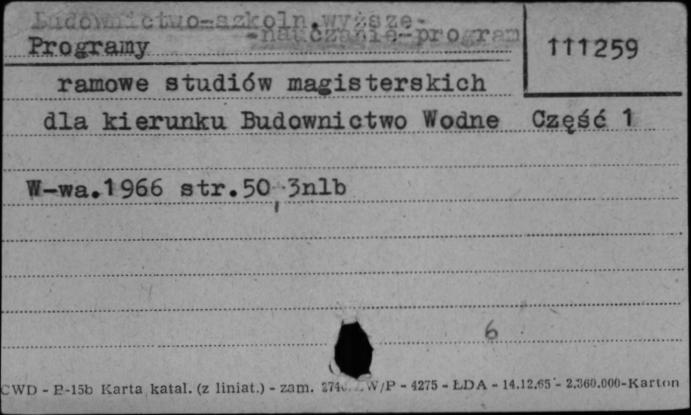 Budownictwo-szkoln.wyższe-
-nauczanie-program
Programy
111259
ramowe studiów magisterskich
dla kierunku Budownictwo Wodne Część 1
W-wa.1966 str.50,3nlb
6
CWD - P-15b Karta katal. (z liniat.) - zam. W/P - 4275 - ŁDA - 14.12.65 - 2.360.000-Karton